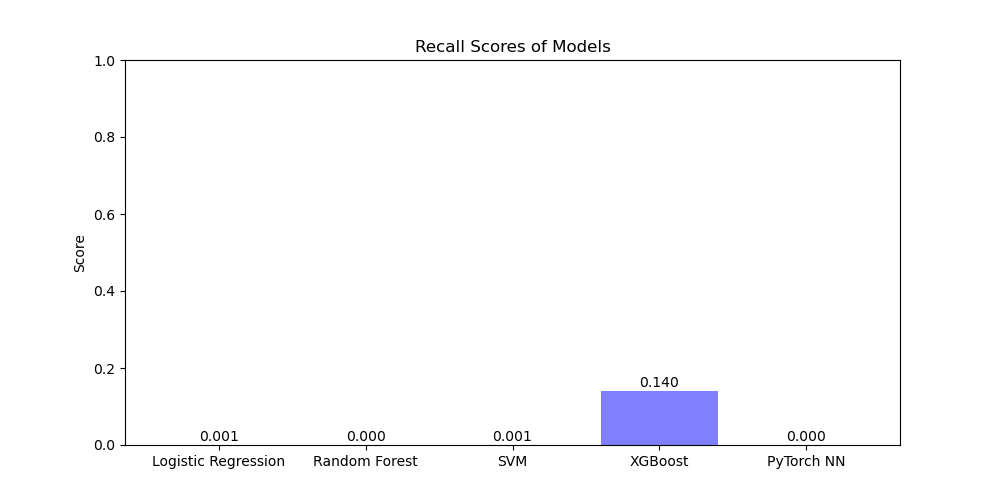 Recall Scores of Models
Score
1.0
0.8
0.6
0.4
0.2
0.0
0.001
0.000
0.001
0.140
0.000
Logistic Regression
Random Forest
SVM
XGBoost
PyTorch NN